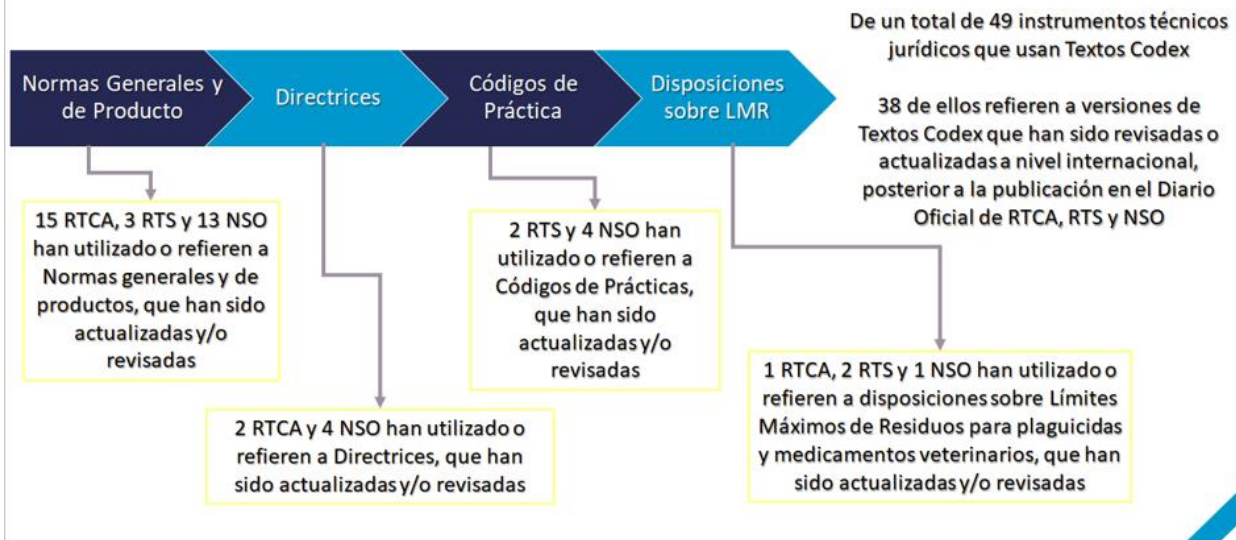 De un total de 49 instrumentos técnicos
jurídicos que usan Textos Codex
38 de ellos refieren a versiones de
Textos Codex que han sido revisadas o
actualizadas a nivel internacional,
posterior a la publicación en el Diario
Oficial de RTCA, RTS y NSO
Normas Generales y
de Producto
Directrices
Códigos de
Práctica
Disposiciones
sobre LMR
15 RTCA, 3 RTS y 13 NSO
han utilizado o refieren a
Normas generales y de
productos, que han sido
actualizadas y/o
revisadas
2 RTCA y 4 NSO han utilizado o
refieren a Directrices, que han
sido actualizadas y/o revisadas
2 RTS y 4 NSO han
utilizado o refieren a
Códigos de Prácticas,
que han sido
actualizadas y/o
revisadas
1 RTCA, 2 RTS y 1 NSO han utilizado o
refieren a disposiciones sobre Límites
Máximos de Residuos para plaguicidas
y medicamentos veterinarios, que han
sido actualizadas y/o revisadas